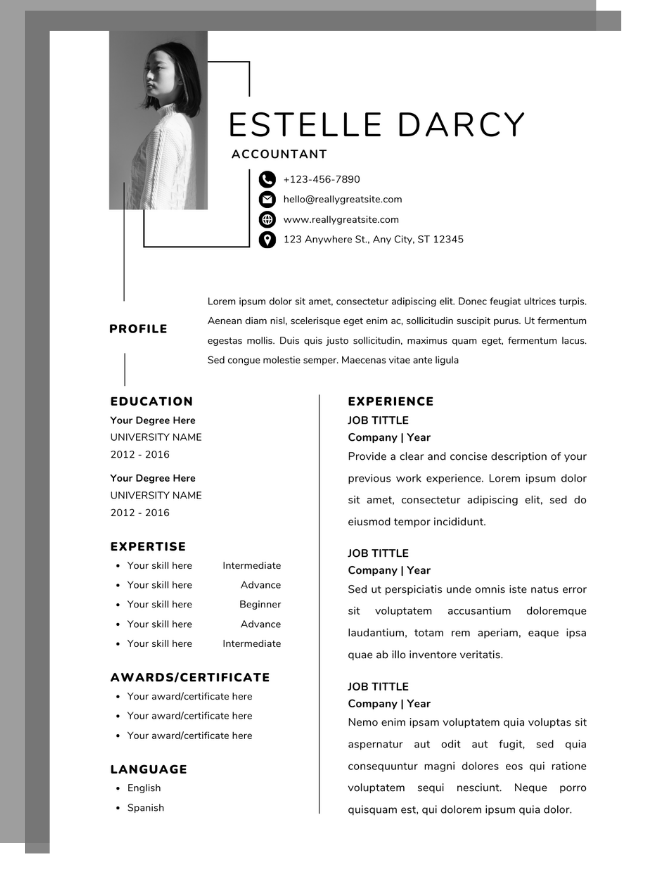 ESTELLE DARCY
ACCOUNTANT
+123-456-7890
hello@reallygreatsite.com
www.reallygreatsite.com
123 Anywhere St., Any City, ST 12345
PROFILE
Lorem ipsum dolor sit amet, consectetur adipiscing elit. Donec feugiat ultrices turpis.
Aenean diam nisl, scelerisque eget enim ac, sollicitudin suscipit purus. Ut fermentum
egestas mollis. Duis quis justo sollicitudin, maximus quam eget, fermentum lacus.
Sed congue molestie semper. Maecenas vitae ante ligula
EDUCATION
Your Degree Here
UNIVERSITY NAME
2012 - 2016
Your Degree Here
UNIVERSITY NAME
2012 - 2016
EXPERTISE
• Your skill here Intermediate
• Your skill here Advance
• Your skill here Beginner
• Your skill here Advance
• Your skill here Intermediate
AWARDS/CERTIFICATE
• Your award/certificate here
• Your award/certificate here
• Your award/certificate here
LANGUAGE
• English
• Spanish
EXPERIENCE
JOB TITTLE
Company | Year
Provide a clear and concise description of your
previous work experience. Lorem ipsum dolor
sit amet, consectetur adipiscing elit, sed do
eiusmod tempor incididunt.
JOB TITTLE
Company | Year
Sed ut perspiciatis unde omnis iste natus error
sit voluptatem accusantium doloremque
laudantium, totam rem aperiam, eaque ipsa
quae ab illo inventore veritatis.
JOB TITTLE
Company | Year
Nemo enim ipsam voluptatem quia voluptas sit
aspernatur aut odit aut fugit, sed quia
consequuntur magni dolores eos qui ratione
voluptatem sequi nesciunt. Neque porro
quisquam est, qui dolorem ipsum quia dolor.